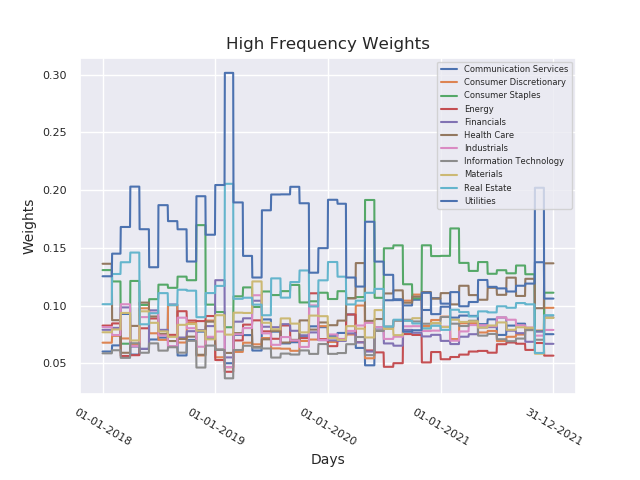 High Frequency Weights
Communication Services
Consumer Discretionary
Consumer Staples
Energy
Financials
Health Care
Industrials
Information Technology
Materials
Real Estate
Utilities
0.30
0.25
0.20
0.15
0.10
0.05
Weights
01-01-2018
01-01-2019
01-01-2020
01-01-2021
31-12-2021
Days